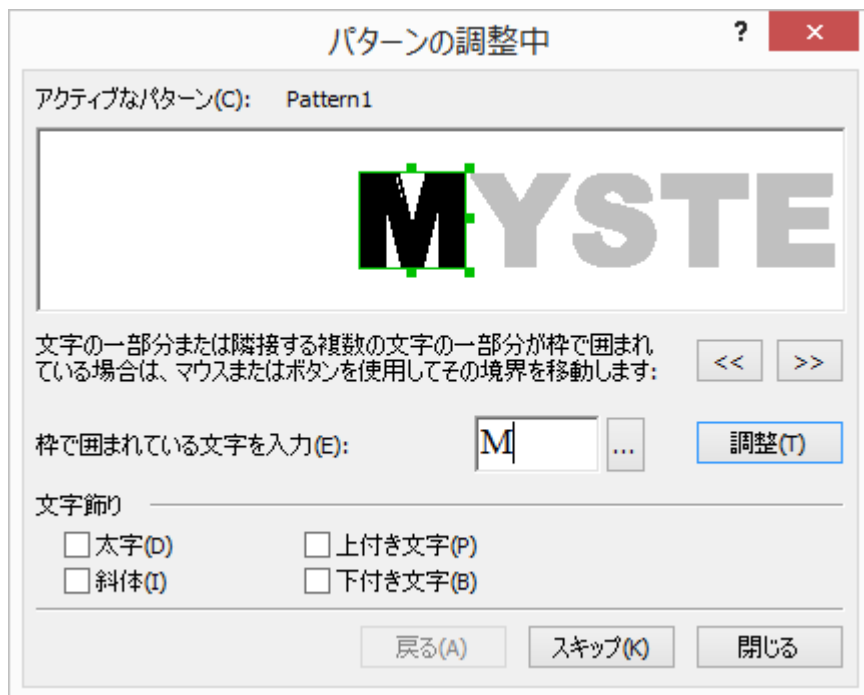 パターンの調整中 ?
アクティブなパターン(C): Pattern1
MYSTE
文字の一部分または隣接する複数の文字の一部分が枠で囲まれ
ている場合は、マウスまたはボタンを使用してその境界を移動します:
<< >>
枠で囲まれている文字を入力(E): M ... 調整(T)
文字飾り
太字(D) 上付き文字(P)
斜体(I) 下付き文字(B)
戻る(A) スキップ(K) 閉じる